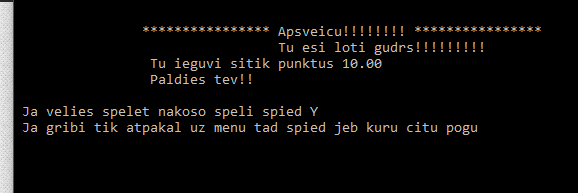 **************** Apsveicu!!!!!!!! ****************
Tu esi loti gudrs!!!!!!!!!
Tu ieguvi sitik punktus 10.00
Paldies tev!!
Ja velies spelet nakoso speli spied Y
Ja gribi tik atpakal uz menu tad spied jeb kuru citu pogu